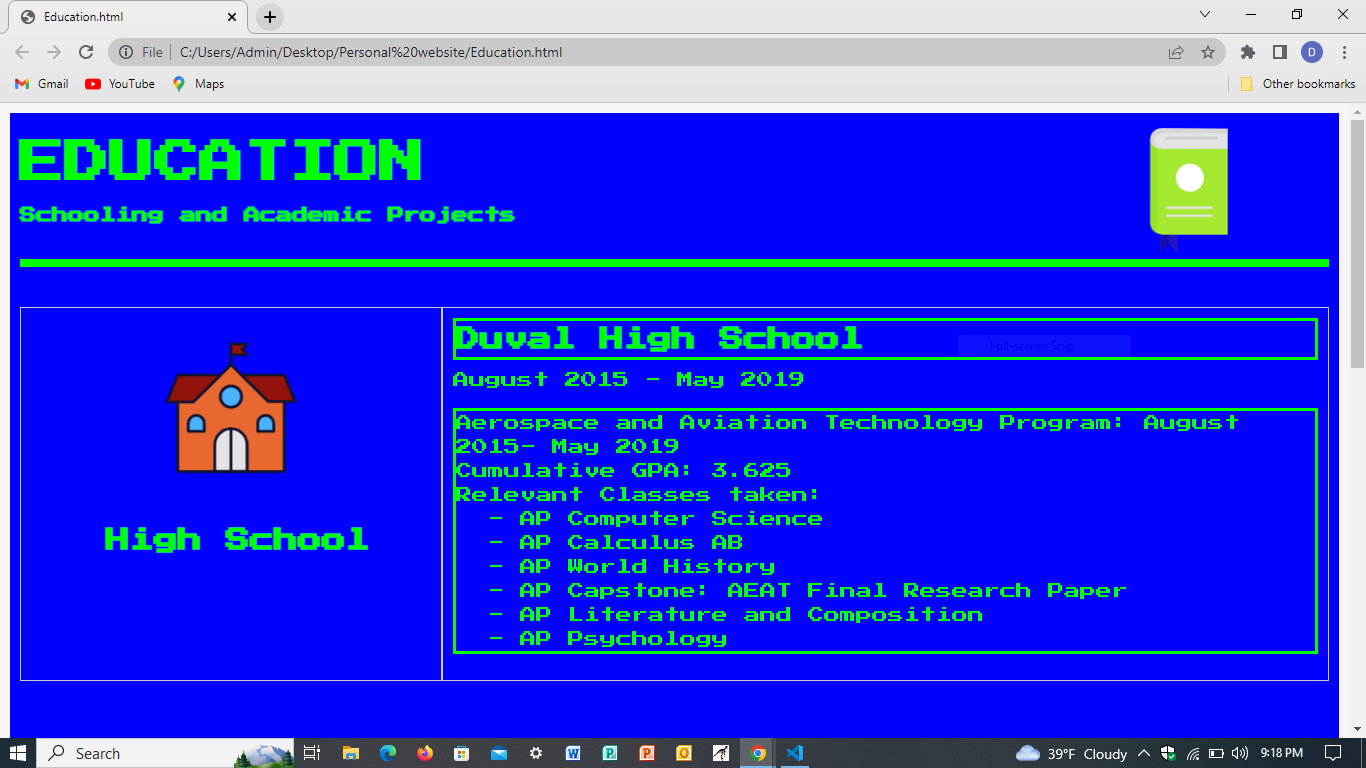 Education.html
File C:/Users/Admin/Desktop/Personal%20website/Education.html
D
Gmail YouTube Maps Other bookmarks
EDUCATION
Schooling and Academic Projects
High School
Duval High School
Full-screen Snip
August 2015 - May 2019
Aerospace and Aviation Technology Program: August
2015- May 2019
Cumulative GPA: 3.625
Relevant Classes taken:
- AP Computer Science
- AP Calculus AB
- AP World History
- AP Capstone: AEAT Final Research Paper
- AP Literature and Composition
- AP Psychology
Search 39°F Cloudy 9:18 PM